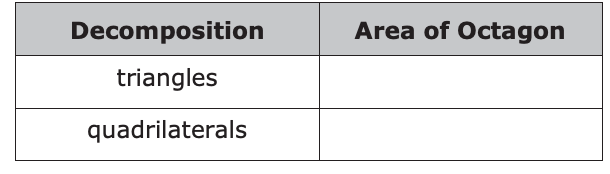 Decomposition Area of Octagon
triangles
quadrilaterals